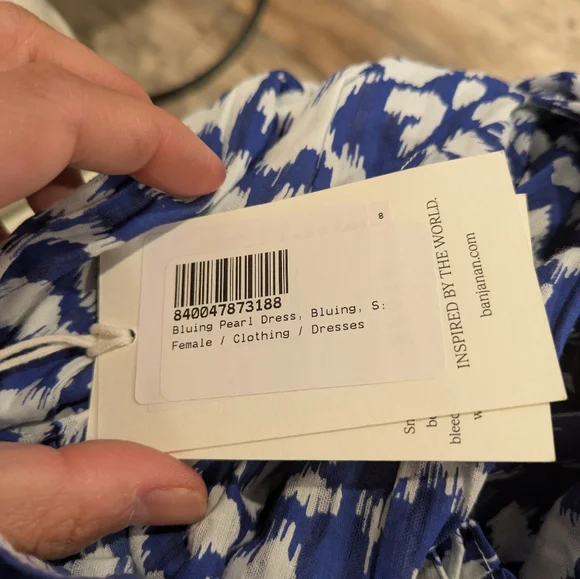 8
840047873188
Bluing Pearl Dress, Bluing, S:
Female / Clothing / Dresses
INSPIRED BY THE WORLD.
banjanan.com